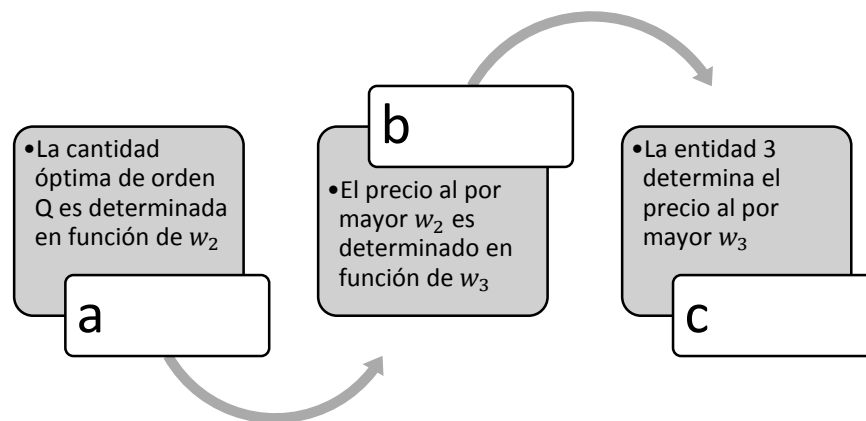 •La cantidad
óptima de orden
Q es determinada
en función de w₂
a
b
•El precio al por
mayor w₂ es
determinado en
función de w₃
•La entidad 3
determina el
precio al por
mayor w₃
c